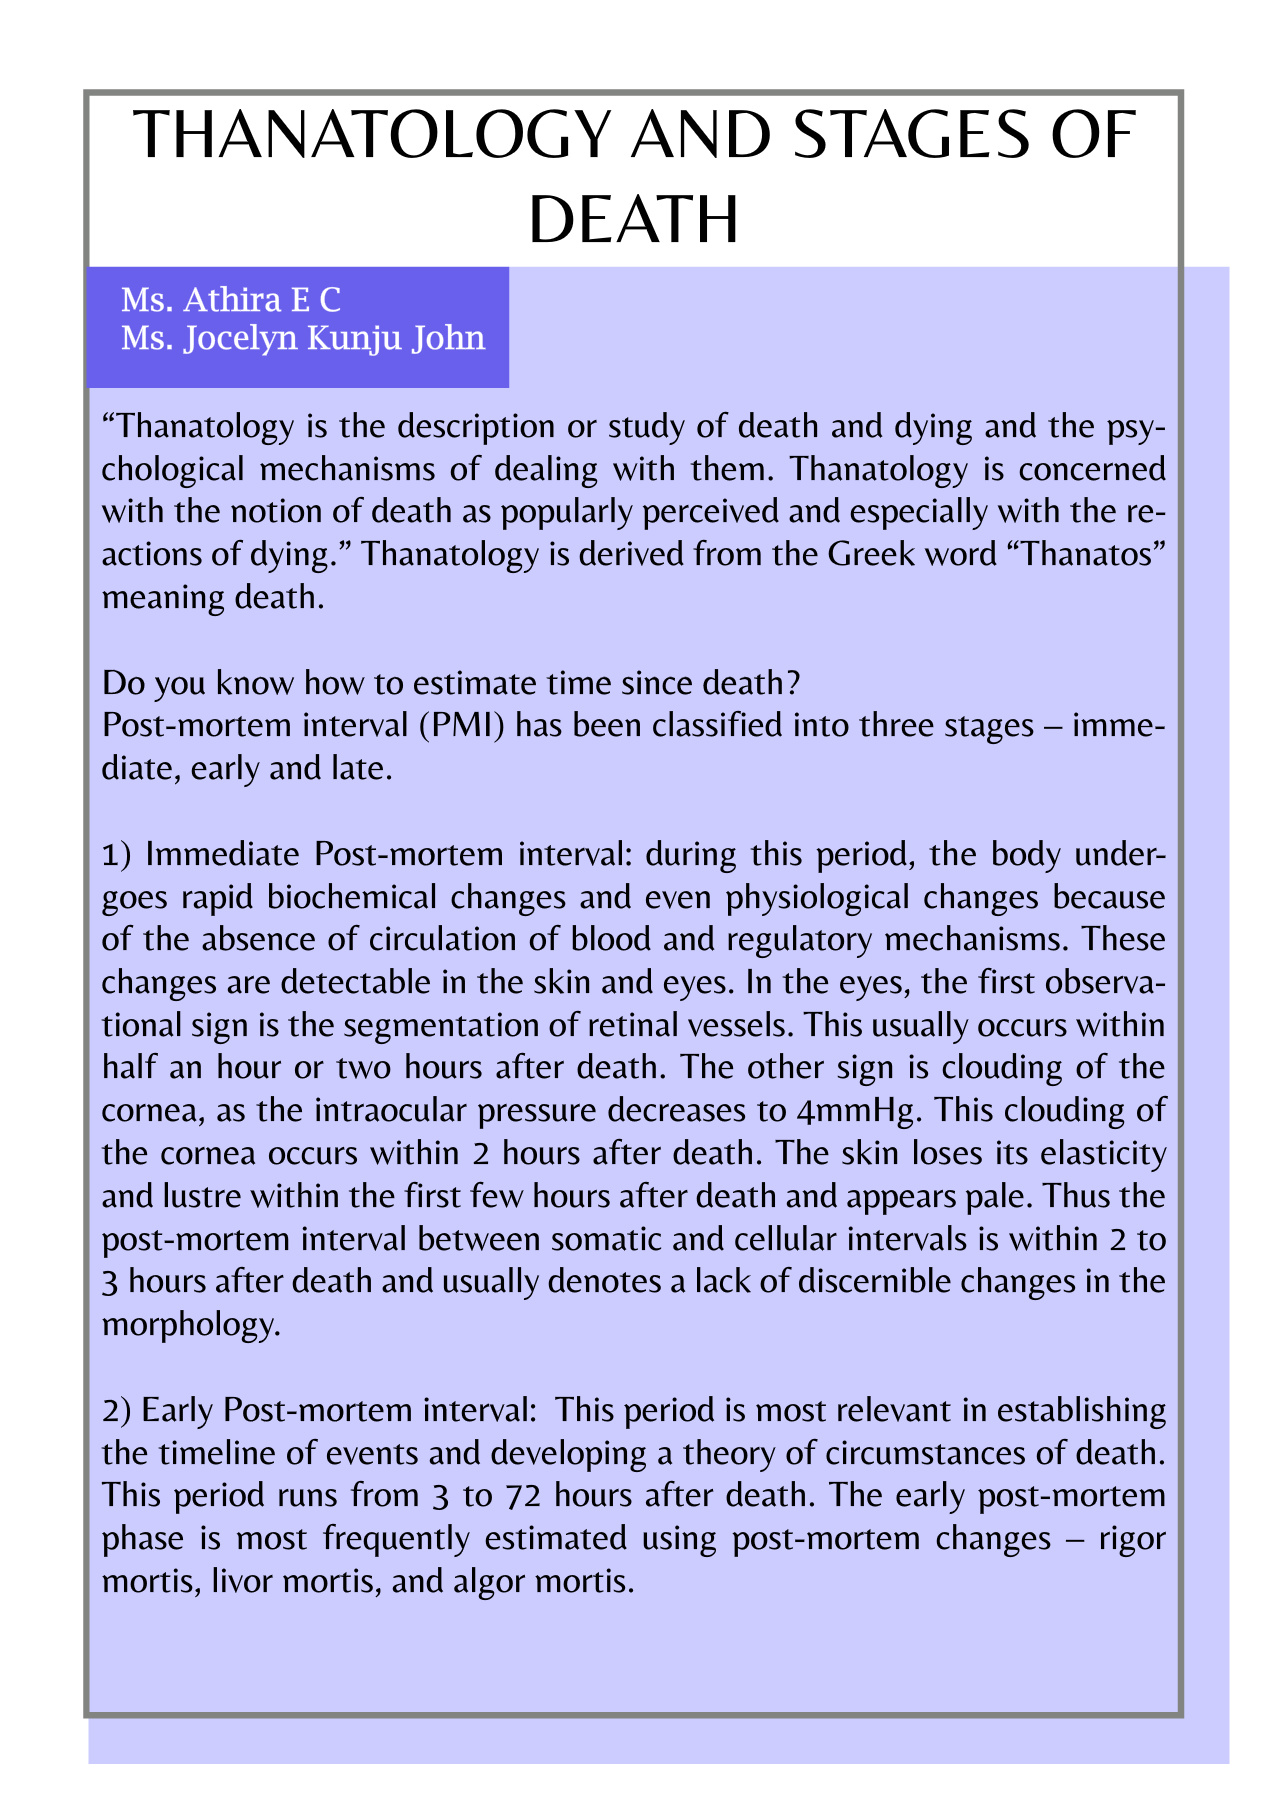 THANATOLOGY AND STAGES OF
DEATH
Ms. Athira E C
Ms. Jocelyn Kunju John
“Thanatology is the description or study of death and dying and the psy-
chological mechanisms of dealing with them. Thanatology is concerned
with the notion of death as popularly perceived and especially with the re-
actions of dying.” Thanatology is derived from the Greek word “Thanatos”
meaning death.
Do you know how to estimate time since death?
Post-mortem interval (PMI) has been classified into three stages – imme-
diate, early and late.
1) Immediate Post-mortem interval: during this period, the body under-
goes rapid biochemical changes and even physiological changes because
of the absence of circulation of blood and regulatory mechanisms. These
changes are detectable in the skin and eyes. In the eyes, the first observa-
tional sign is the segmentation of retinal vessels. This usually occurs within
half an hour or two hours after death. The other sign is clouding of the
cornea, as the intraocular pressure decreases to 4mmHg. This clouding of
the cornea occurs within 2 hours after death. The skin loses its elasticity
and lustre within the first few hours after death and appears pale. Thus the
post-mortem interval between somatic and cellular intervals is within 2 to
3 hours after death and usually denotes a lack of discernible changes in the
morphology.
2) Early Post-mortem interval: This period is most relevant in establishing
the timeline of events and developing a theory of circumstances of death.
This period runs from 3 to 72 hours after death. The early post-mortem
phase is most frequently estimated using post-mortem changes – rigor
mortis, livor mortis, and algor mortis.